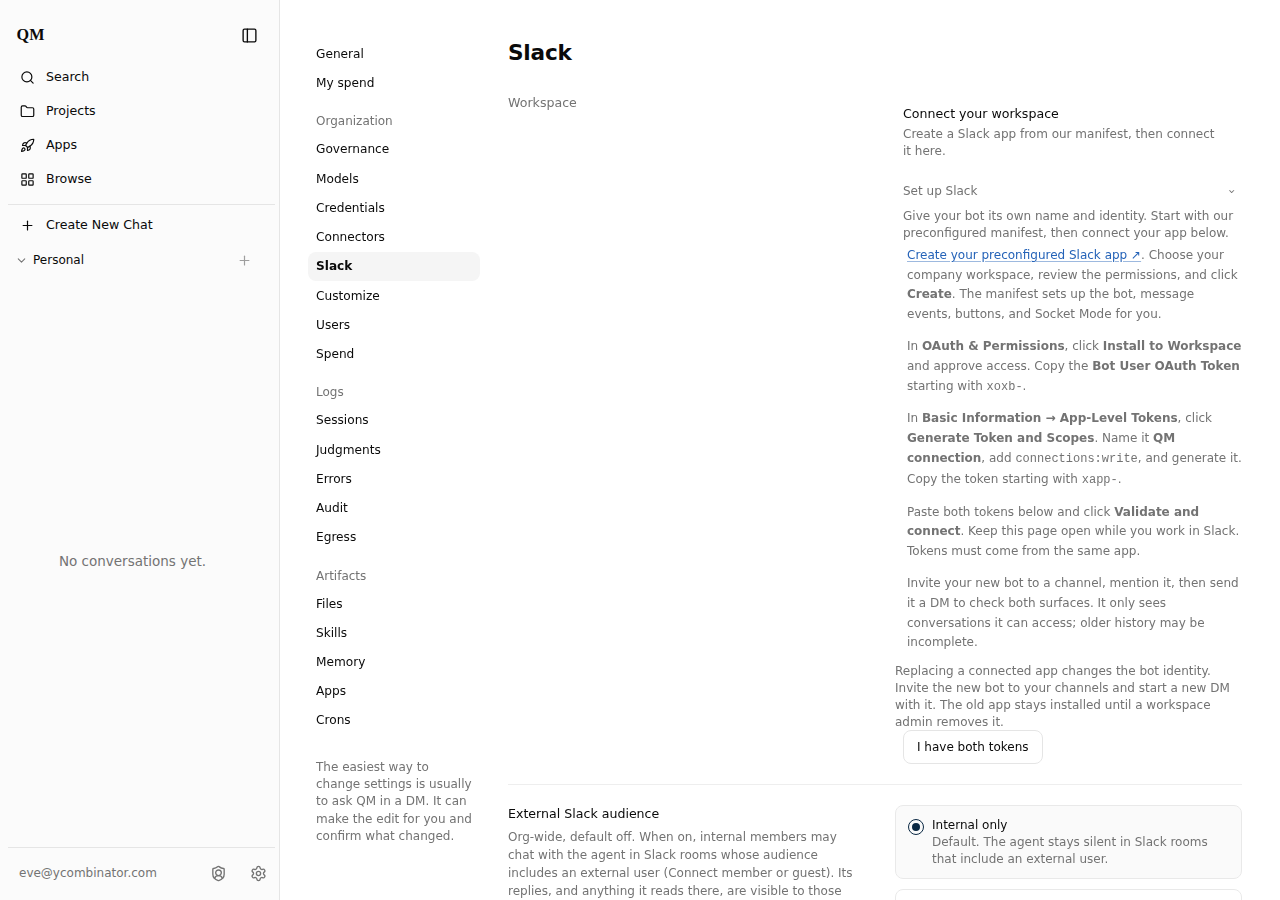 QM
Search
Projects
Apps
Browse
Create New Chat
Personal
No conversations yet.
eve@ycombinator.com
General
My spend
Organization
Governance
Models
Credentials
Connectors
Slack
Customize
Users
Spend
Logs
Sessions
Judgments
Errors
Audit
Egress
Artifacts
Files
Skills
Memory
Apps
Crons
The easiest way to
change settings is usually
to ask QM in a DM. It can
make the edit for you and
confirm what changed.
Slack
Workspace
Connect your workspace
Create a Slack app from our manifest, then connect
it here.
Set up Slack
Give your bot its own name and identity. Start with our
preconfigured manifest, then connect your app below.
Create your preconfigured Slack app ↗. Choose your
company workspace, review the permissions, and click
Create. The manifest sets up the bot, message
events, buttons, and Socket Mode for you.
In OAuth & Permissions, click Install to Workspace
and approve access. Copy the Bot User OAuth Token
starting with xoxb-.
In Basic Information → App-Level Tokens, click
Generate Token and Scopes. Name it QM
connection, add connections:write, and generate it.
Copy the token starting with xapp-.
Paste both tokens below and click Validate and
connect. Keep this page open while you work in Slack.
Tokens must come from the same app.
Invite your new bot to a channel, mention it, then send
it a DM to check both surfaces. It only sees
conversations it can access; older history may be
incomplete.
Replacing a connected app changes the bot identity.
Invite the new bot to your channels and start a new DM
with it. The old app stays installed until a workspace
admin removes it.
I have both tokens
External Slack audience
Org-wide, default off. When on, internal members may
chat with the agent in Slack rooms whose audience
includes an external user (Connect member or guest). Its
replies, and anything it reads there, are visible to those
Internal only
Default. The agent stays silent in Slack rooms
that include an external user.